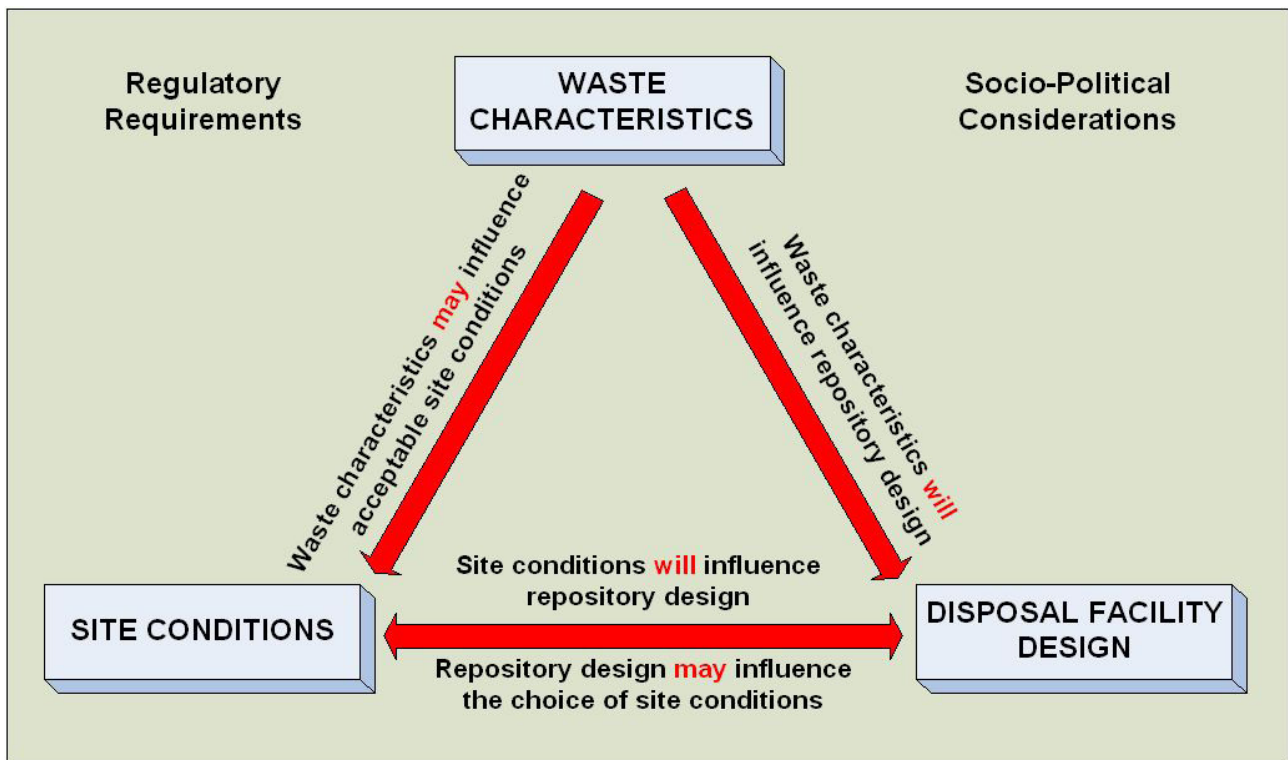 Regulatory
Requirements
WASTE
CHARACTERISTICS
Socio-Political
Considerations
Waste characteristics may influence
acceptable site conditions
Waste characteristics will
influence repository design
Site conditions will influence
repository design
SITE CONDITIONS
DISPOSAL FACILITY
DESIGN
Repository design may influence
the choice of site conditions